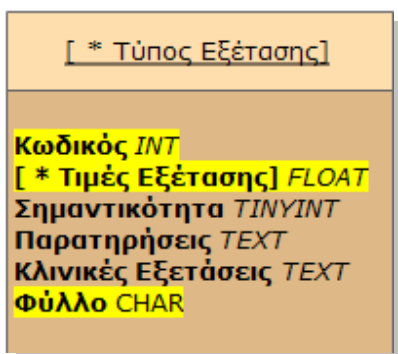 [ * Τύπος Εξέτασης]
Κωδικός INT
[ * Τιμές Εξέτασης] FLOAT
Σημαντικότητα TINYINT
Παρατηρήσεις TEXT
Κλινικές Εξετάσεις TEXT
Φύλλο CHAR